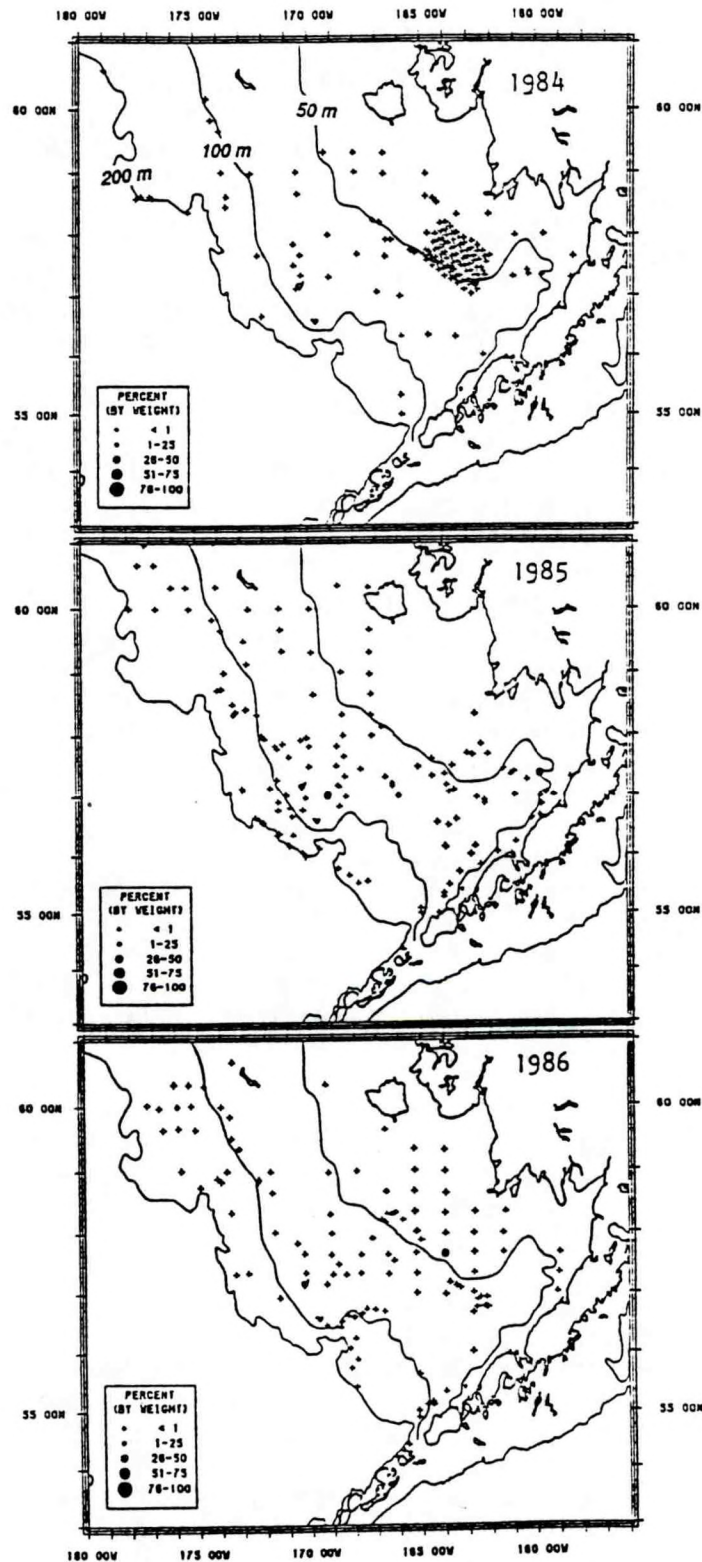 180 00W 175 00W 170 00W 165 00W 160 00W
1984
60 00N 60 00N
50 m
100 m
200 m
55 00N 55 00N
PERCENT
(BY WEIGHT)
< 1
1-25
26-50
51-75
76-100
1985
60 00N 60 00N
55 00N 55 00N
PERCENT
(BY WEIGHT)
< 1
1-25
26-50
51-75
76-100
1986
60 00N 60 00N
55 00N 55 00N
PERCENT
(BY WEIGHT)
< 1
1-25
26-50
51-75
76-100
180 00W 175 00W 170 00W 165 00W 160 00W